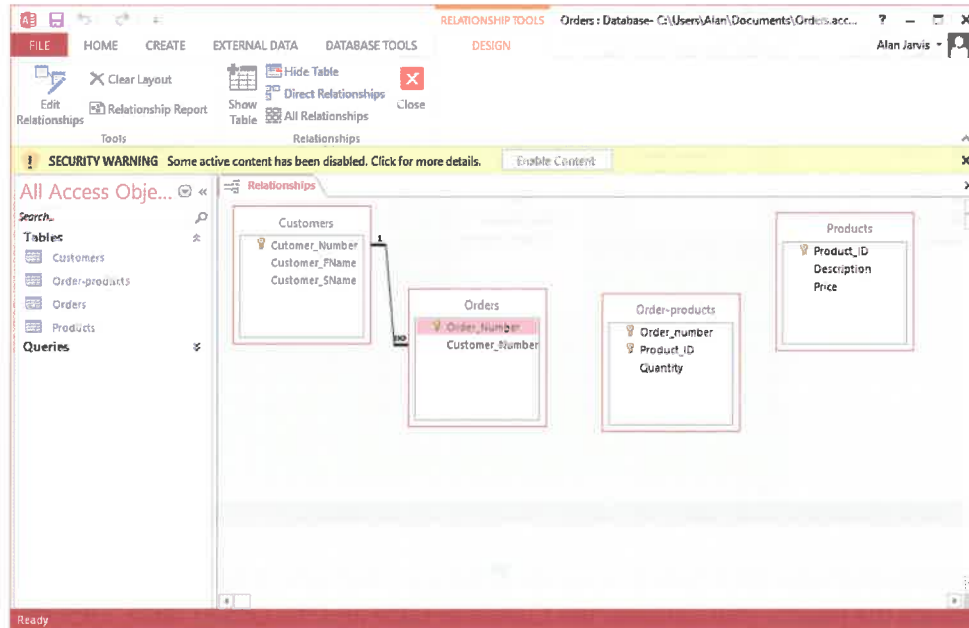 RELATIONSHIP TOOLS Orders : Database- C:\Users\Alan\Documents\Orders.acc... ?
FILE HOME CREATE EXTERNAL DATA DATABASE TOOLS DESIGN Alan Jarvis
Edit Relationships
Clear Layout
Relationship Report
Tools
Show Table
Hide Table
Direct Relationships
All Relationships
Relationships
Close
! SECURITY WARNING Some active content has been disabled. Click for more details. Enable Content
All Access Obje...
Search..
Tables
Customers
Order-products
Orders
Products
Queries
Relationships
Customers
Cutomer_Number
Customer_FName
Customer_SName
1
∞
Orders
Order_Number
Customer_Number
Order-products
Order_number
Product_ID
Quantity
Products
Product_ID
Description
Price
Ready